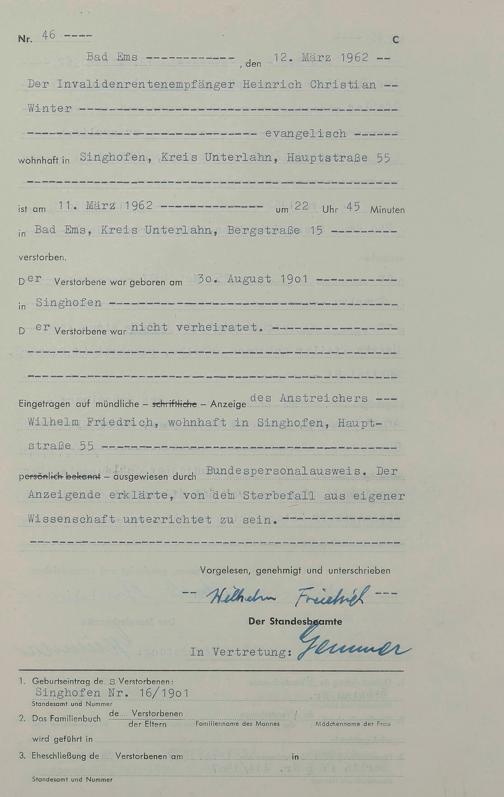 Nr. 46 ---- C
Bad Ems ------------, den 12. März 1962 --
Der Invalidenrentenempfänger Heinrich Christian --
Winter ------------------------------------------
------------------------------- evangelisch ------
wohnhaft in Singhofen, Kreis Unterlahn, Hauptstraße 55
--------------------------------------------------
ist am 11. März 1962 -------------- um 22 Uhr 45 Minuten
in Bad Ems, Kreis Unterlahn, Bergstraße 15 ---------
verstorben.
Der Verstorbene war geboren am 3o. August 19o1 -----------
in Singhofen ---------------------------------------
Der Verstorbene war nicht verheiratet. -----------------
--------------------------------------------------
--------------------------------------------------
Eingetragen auf mündliche – schriftliche – Anzeige des Anstreichers ---
Wilhelm Friedrich, wohnhaft in Singhofen, Haupt-
straße 55 ----------------------------------------
persönlich bekannt – ausgewiesen durch Bundespersonalausweis. Der
Anzeigende erklärte, von dem Sterbefall aus eigener
Wissenschaft unterrichtet zu sein. ----------------
--------------------------------------------------
Vorgelesen, genehmigt und unterschrieben
-- Wilhelm Friedrich ---
Der Standesbeamte
In Vertretung: Gemmer
1. Geburtseintrag des Verstorbenen:
Singhofen Nr. 16/19o1
Standesamt und Nummer
2. Das Familienbuch de Verstorbenen
der Eltern Familienname des Mannes / Mädchenname der Frau
wird geführt in
3. Eheschließung de Verstorbenen am in
Standesamt und Nummer